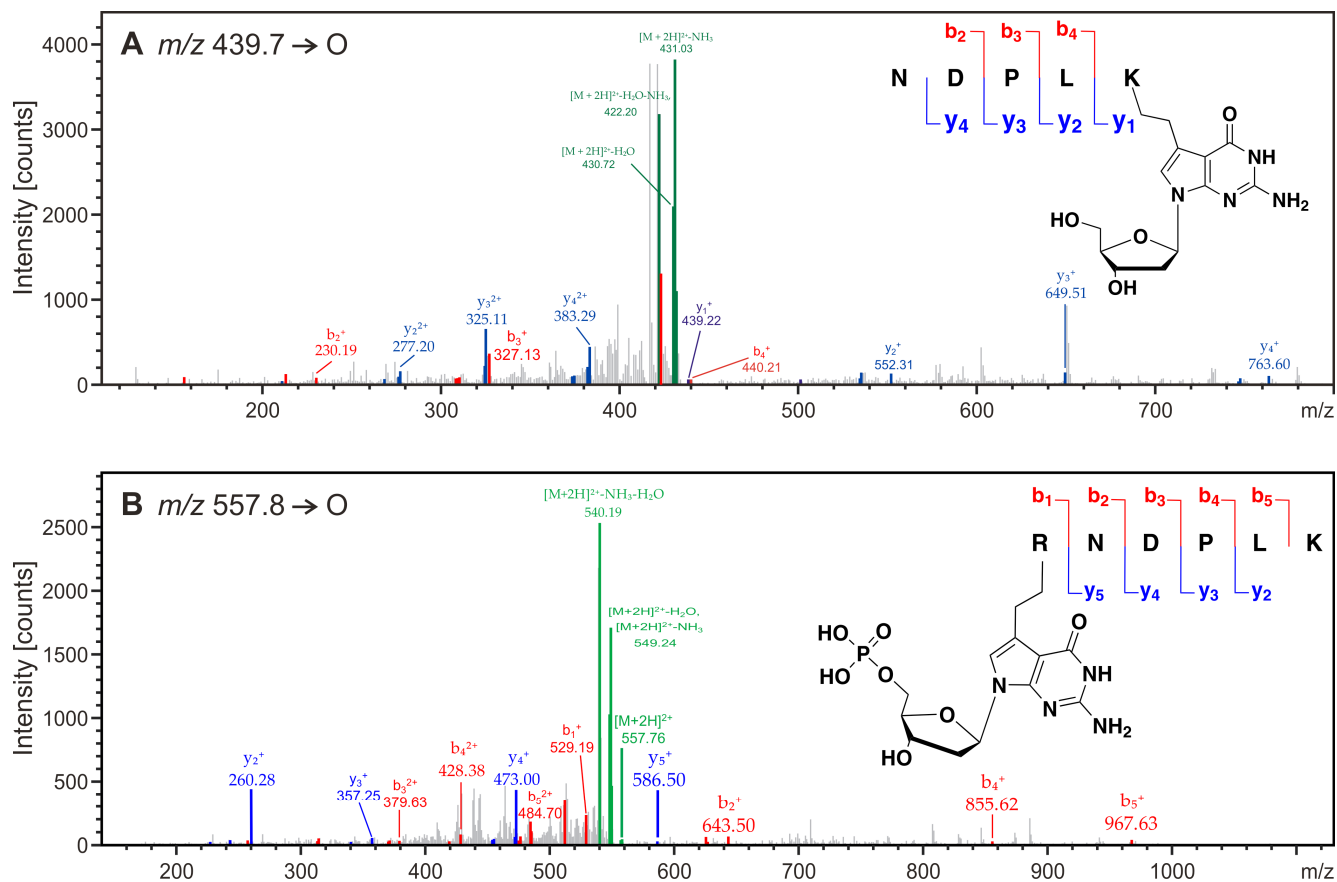 A m/z 439.7 → O
Intensity [counts]
4000
3000
2000
1000
0
[M + 2H]²⁺-NH₃
431.03
[M + 2H]²⁺-H₂O-NH₃,
422.20
[M + 2H]²⁺-H₂O
430.72
b₂⁺
230.19
y₂²⁺
277.20
y₃²⁺
325.11
b₃⁺
327.13
y₄²⁺
383.29
y₁⁺
439.22
b₄⁺
440.21
y₂⁺
552.31
y₃⁺
649.51
y₄⁺
763.60
b₂ b₃ b₄
N D P L K
y₄ y₃ y₂ y₁
O
NH
N N NH₂
HO O
OH
200 300 400 500 600 700 m/z
B m/z 557.8 → O
Intensity [counts]
2500
2000
1500
1000
500
0
[M+2H]²⁺-NH₃-H₂O
540.19
[M+2H]²⁺-H₂O,
[M+2H]²⁺-NH₃
549.24
[M+2H]²⁺
557.76
y₂⁺
260.28
y₃⁺
357.25
b₃²⁺
379.63
b₄²⁺
428.38
y₄⁺
473.00
b₅²⁺
484.70
b₁⁺
529.19
y₅⁺
586.50
b₂⁺
643.50
b₄⁺
855.62
b₅⁺
967.63
b₁ b₂ b₃ b₄ b₅
R N D P L K
y₅ y₄ y₃ y₂
HO O O
P NH
HO O N N NH₂
O
HO
200 300 400 500 600 700 800 900 1000 m/z